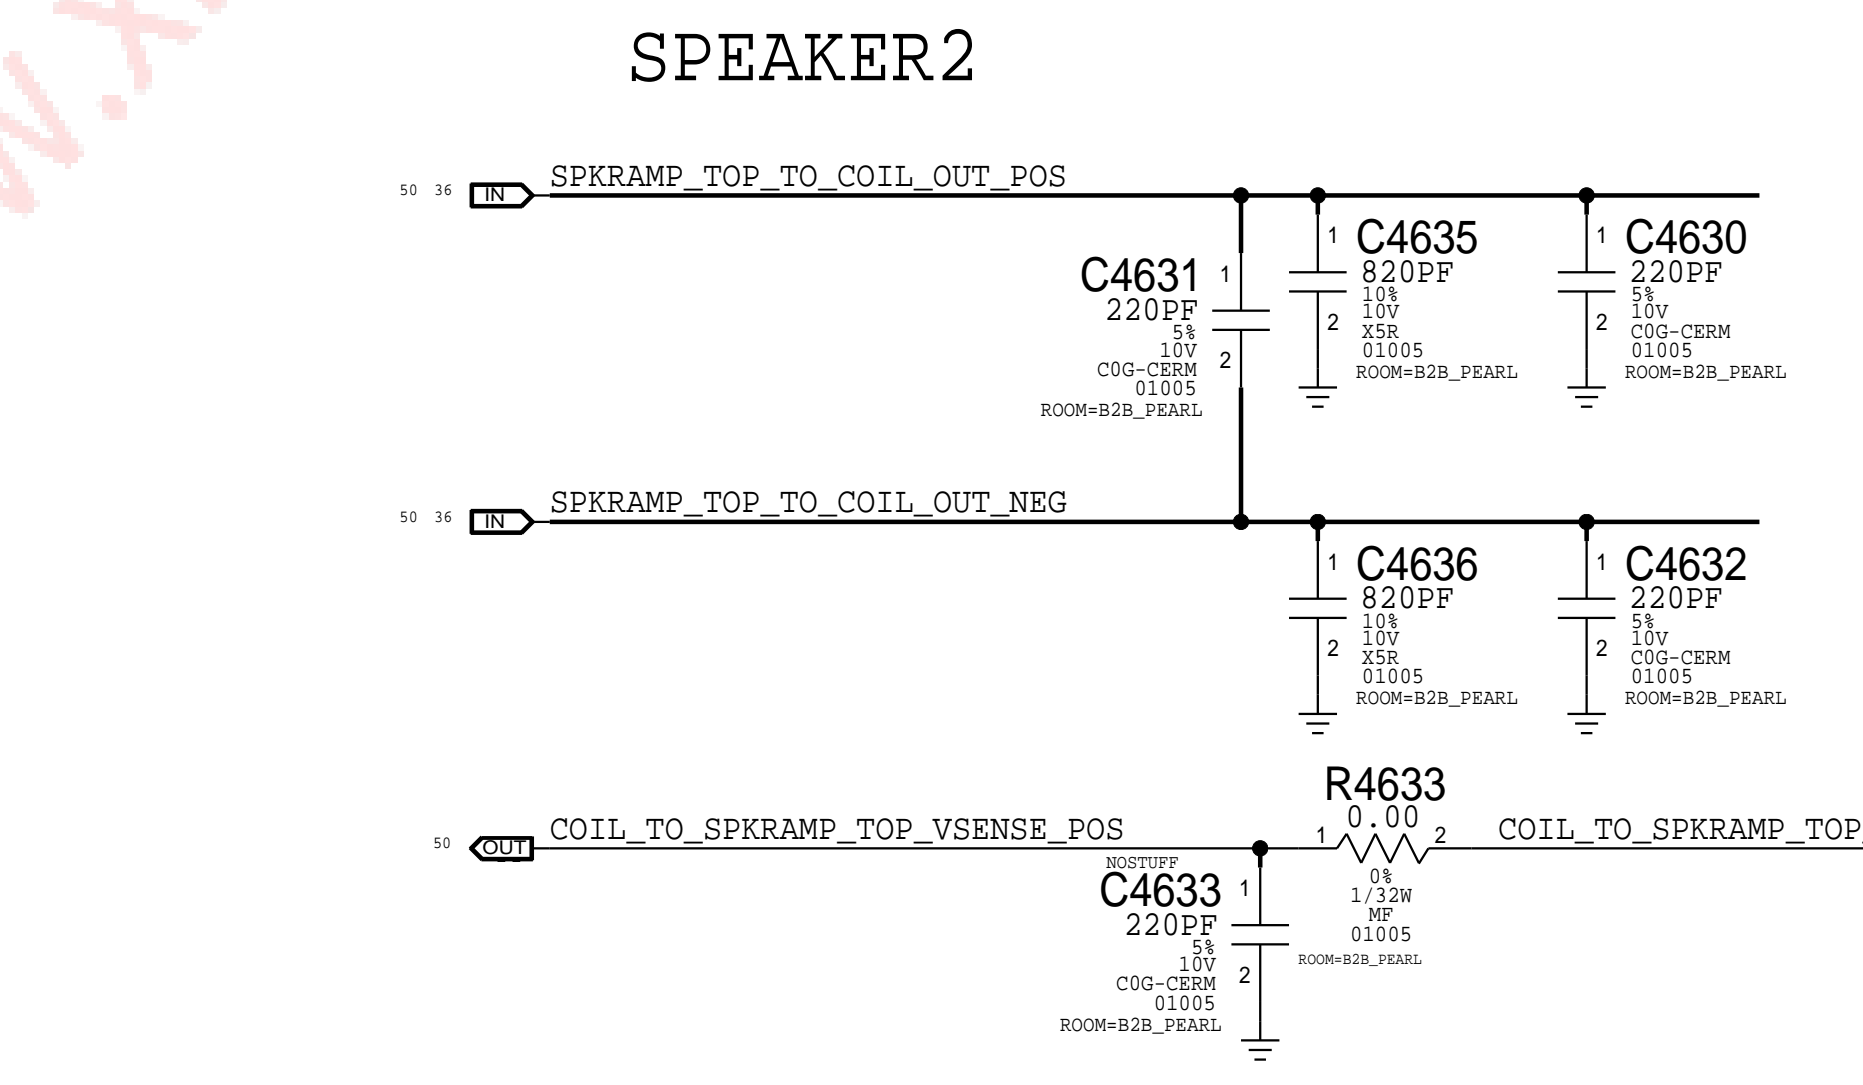 SPEAKER2
50 36 IN SPKRAMP_TOP_TO_COIL_OUT_POS
C4631
220PF
5%
10V
C0G-CERM
01005
ROOM=B2B_PEARL
1
2
1
2
C4635
820PF
10%
10V
X5R
01005
ROOM=B2B_PEARL
1
2
C4630
220PF
5%
10V
C0G-CERM
01005
ROOM=B2B_PEARL
50 36 IN SPKRAMP_TOP_TO_COIL_OUT_NEG
1
2
C4636
820PF
10%
10V
X5R
01005
ROOM=B2B_PEARL
1
2
C4632
220PF
5%
10V
C0G-CERM
01005
ROOM=B2B_PEARL
50 OUT COIL_TO_SPKRAMP_TOP_VSENSE_POS
NOSTUFF
C4633
220PF
5%
10V
C0G-CERM
01005
ROOM=B2B_PEARL
1
2
R4633
0.00
1 2
0%
1/32W
MF
01005
ROOM=B2B_PEARL
COIL_TO_SPKRAMP_TOP